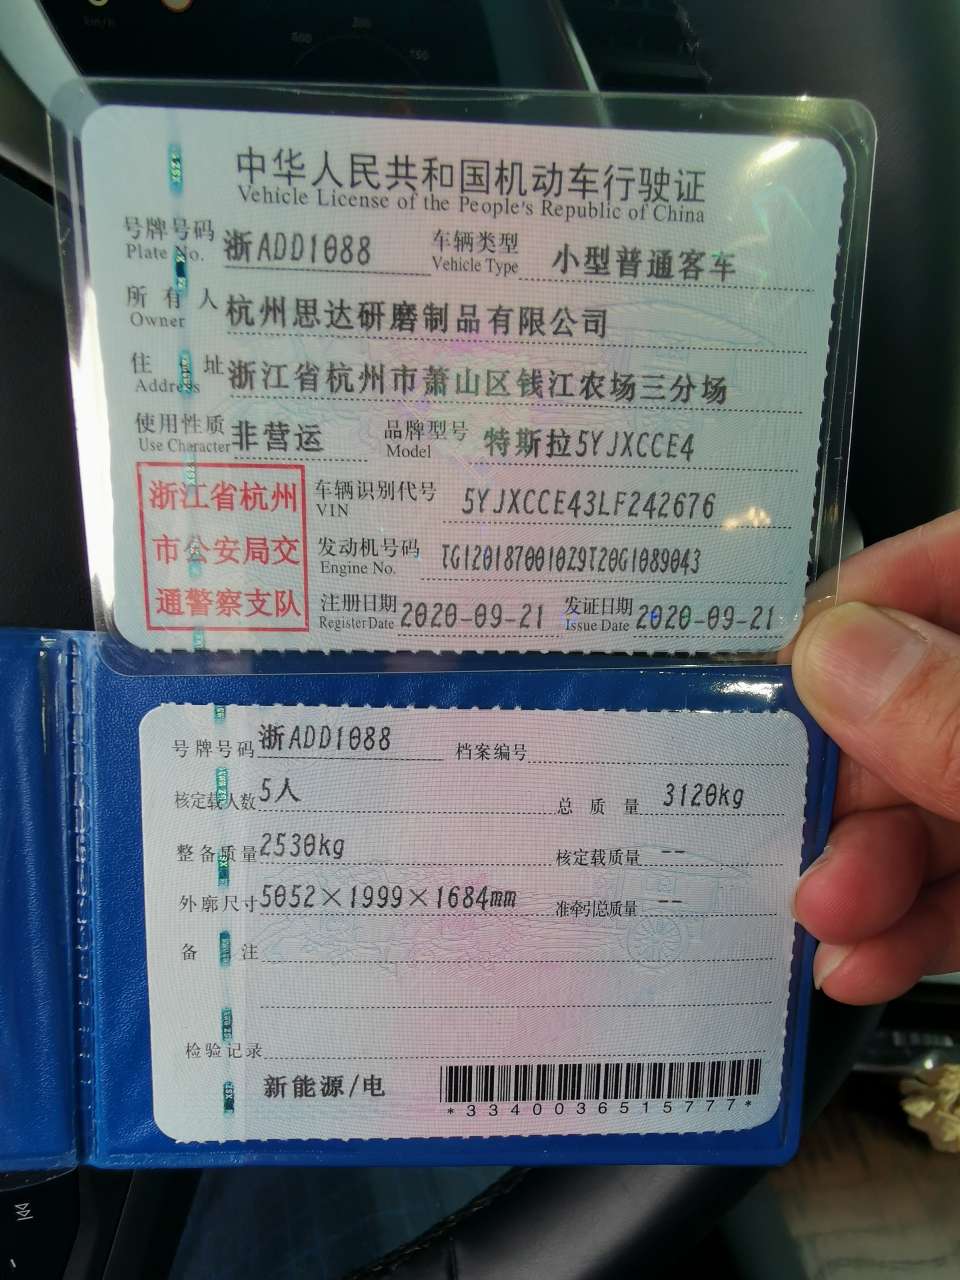 中华人民共和国机动车行驶证
Vehicle License of the People's Republic of China
号牌号码 浙ADD1088 车辆类型 小型普通客车
Plate No. Vehicle Type
所有人 杭州思达研磨制品有限公司
Owner
住址 浙江省杭州市萧山区钱江农场三分场
Address
使用性质 非营运 品牌型号 特斯拉5YJXCCE4
Use Character Model
浙江省杭州
市公安局交
通警察支队
车辆识别代号 5YJXCCE43LF242676
VIN
发动机号码 TG120187001029T20G1089043
Engine No.
注册日期 2020-09-21 发证日期 2020-09-21
Register Date Issue Date
号牌号码 浙ADD1088 档案编号
核定载人数 5人 总质量 3120kg
整备质量 2530kg 核定载质量 --
外廓尺寸 5052×1999×1684mm 准牵引总质量 --
备注
检验记录
新能源/电
*3340036515777*